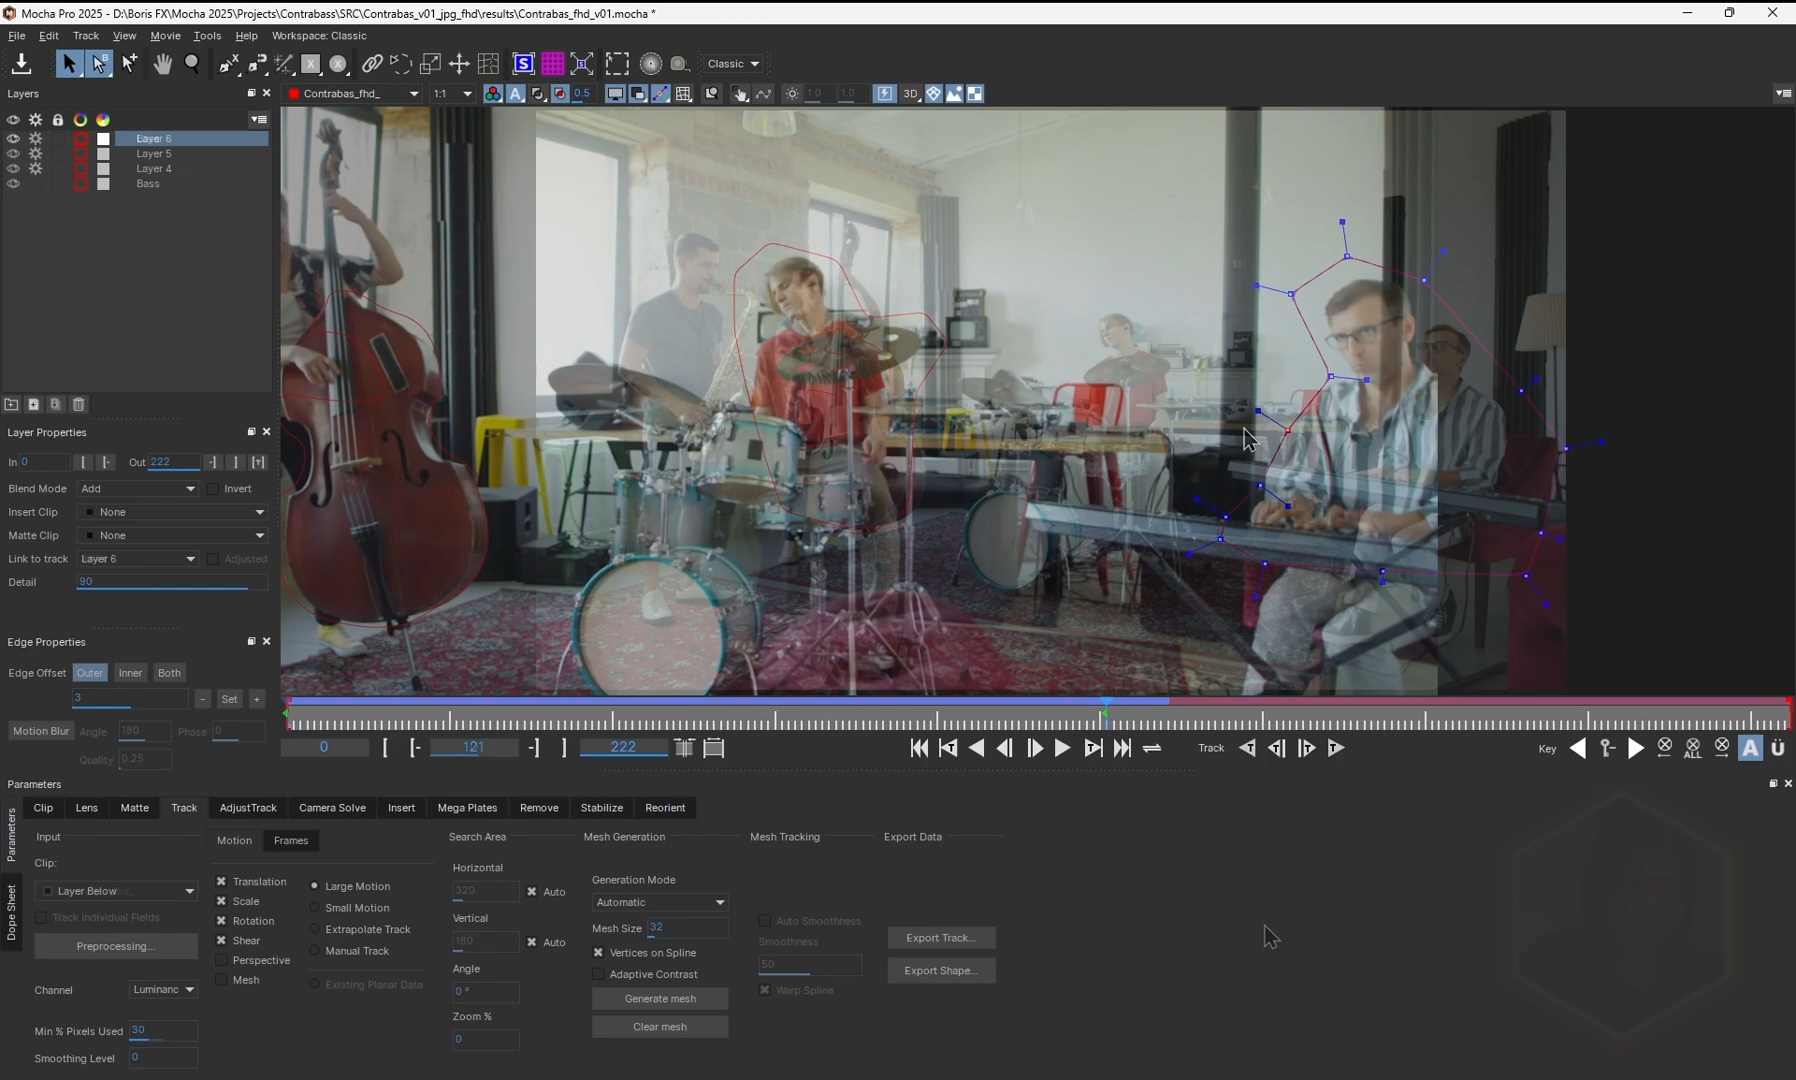 Mocha Pro 2025 - D:\Boris FX\Mocha 2025\Projects\Contrabass\SRC\Contrabas_v01_jpg_fhd\results\Contrabas_fhd_v01.mocha *
File Edit Track View Movie Tools Help Workspace: Classic
S Classic
Layers
Contrabas_fhd_ 1:1 A 0.5 1.0 1.0 3D
Layer 6
Layer 5
Layer 4
Bass
Layer Properties
In 0 Out 222
Blend Mode Add Invert
Insert Clip None
Matte Clip None
Link to track Layer 6 Adjusted
Detail 90
Edge Properties
Edge Offset Outer Inner Both
3 - Set +
Motion Blur Angle 180 Phase 0
Quality 0.25
0 121 222 Track Key ALL A Ü
Parameters
Clip Lens Matte Track AdjustTrack Camera Solve Insert Mega Plates Remove Stabilize Reorient
Parameters
Dope Sheet
Input
Clip:
Layer Below
Track Individual Fields
Preprocessing...
Channel Luminanc
Min % Pixels Used 30
Smoothing Level 0
Motion Frames
Translation
Scale
Rotation
Shear
Perspective
Mesh
Large Motion
Small Motion
Extrapolate Track
Manual Track
Existing Planar Data
Search Area
Horizontal
320 Auto
Vertical
180 Auto
Angle
0 °
Zoom %
0
Mesh Generation
Generation Mode
Automatic
Mesh Size 32
Vertices on Spline
Adaptive Contrast
Generate mesh
Clear mesh
Mesh Tracking
Auto Smoothness
Smoothness
50
Warp Spline
Export Data
Export Track...
Export Shape...